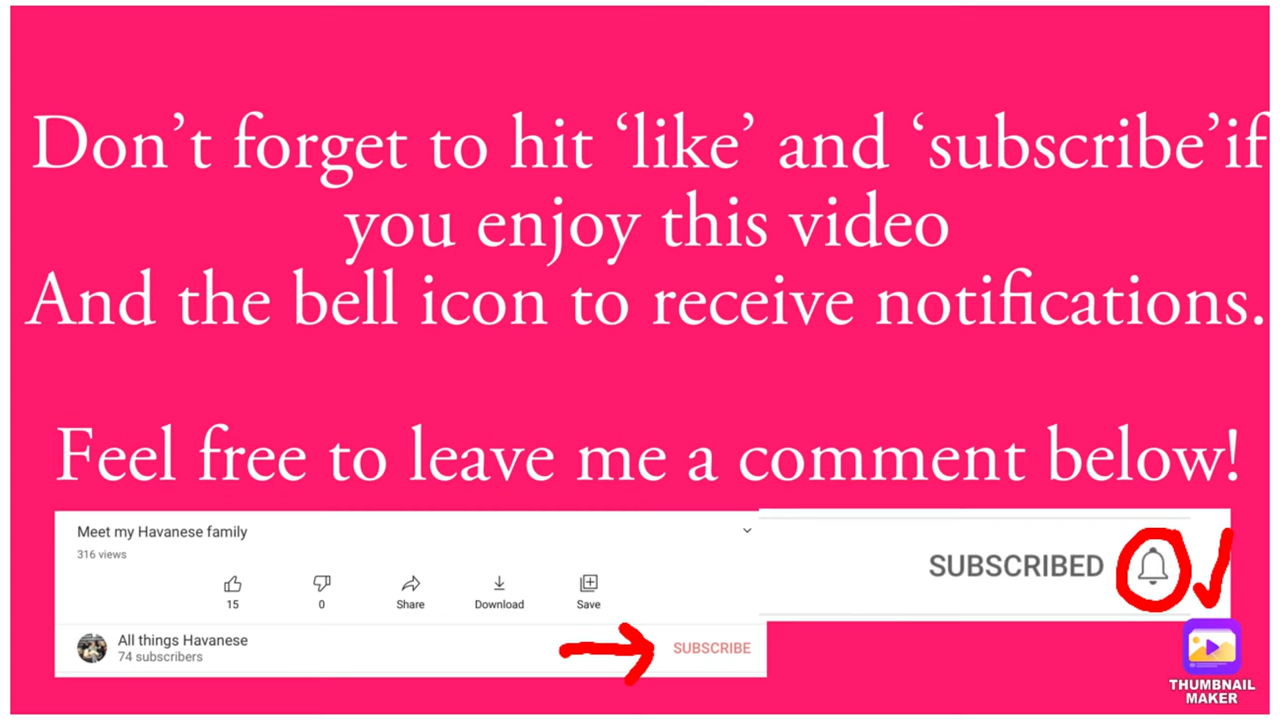 Don’t forget to hit ‘like’ and ‘subscribe’if
you enjoy this video
And the bell icon to receive notifications.
Feel free to leave me a comment below!
Meet my Havanese family
316 views
15
0
Share
Download
Save
All things Havanese
74 subscribers
SUBSCRIBE
SUBSCRIBED
THUMBNAIL
MAKER